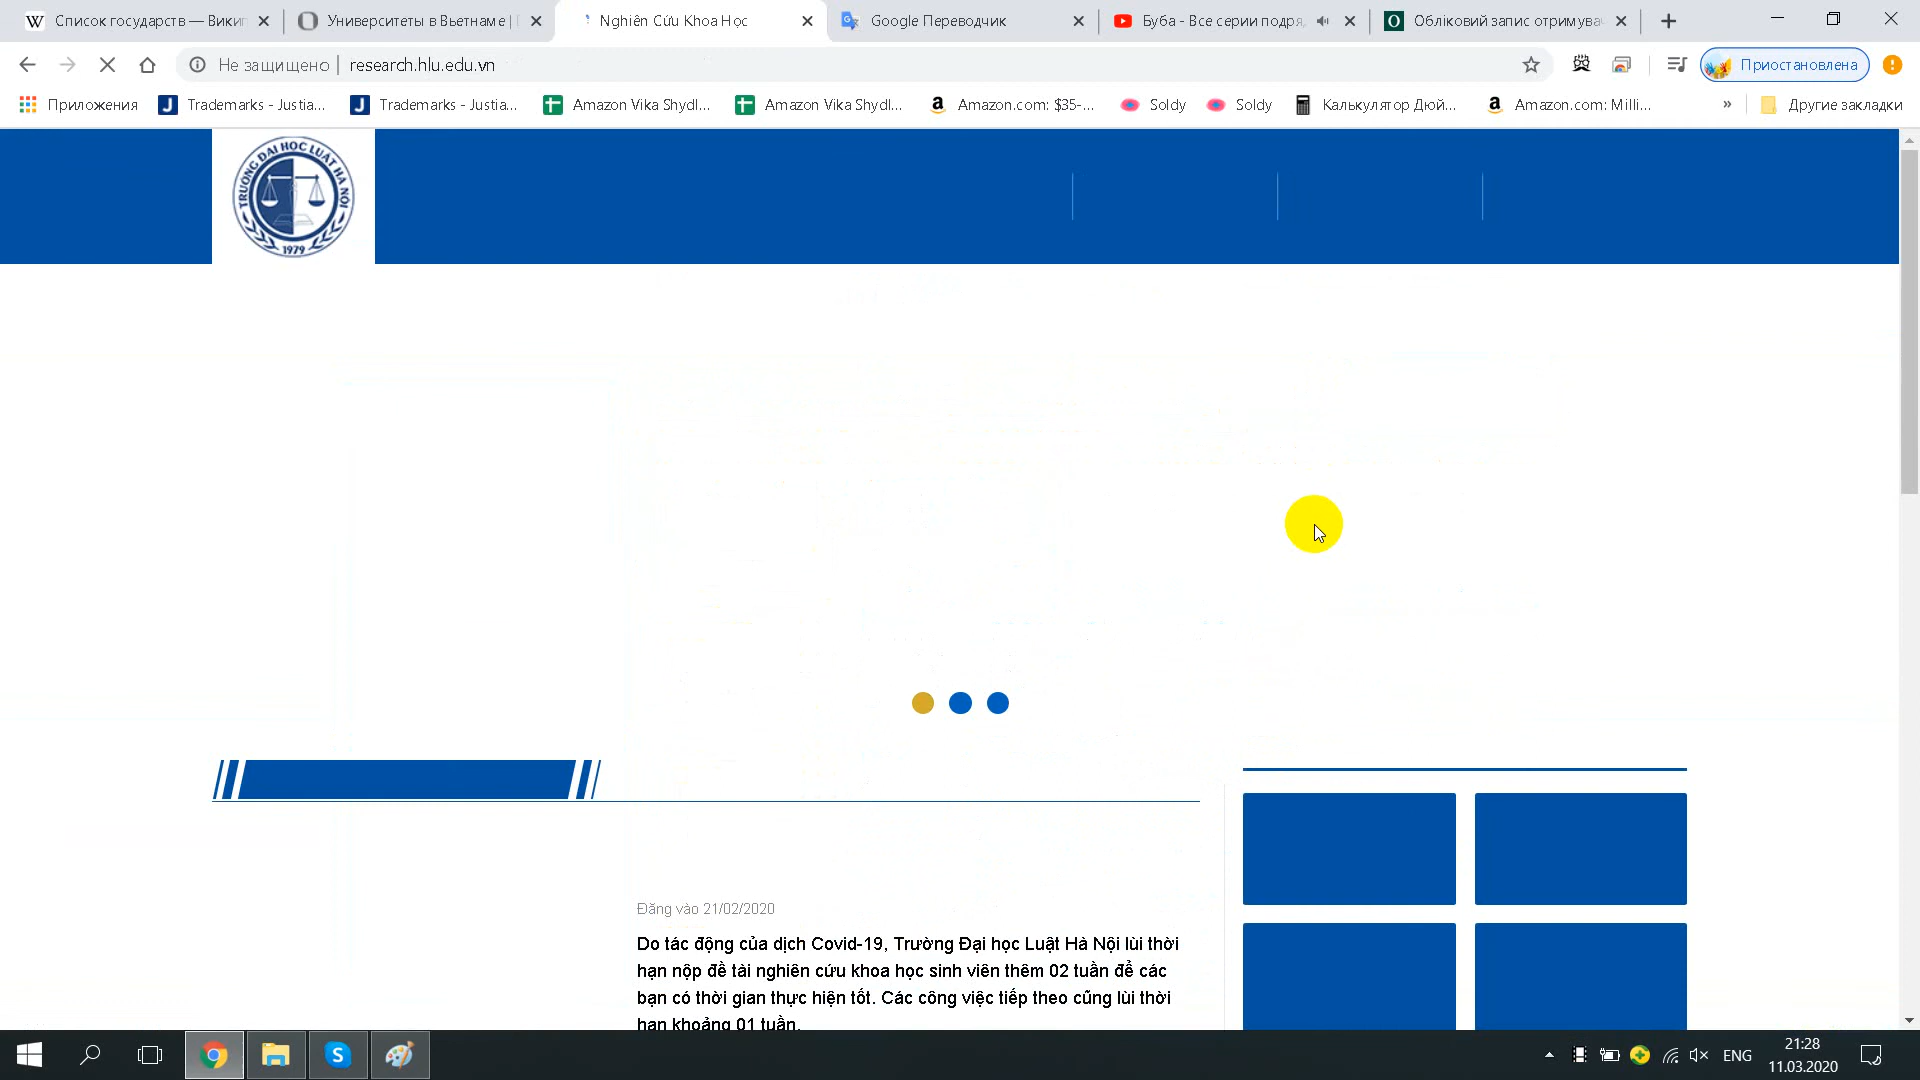 Список государств — Викип
Университеты в Вьетнаме |
Nghiên Cứu Khoa Học
Google Переводчик
Буба - Все серии подря
Обліковий запис отримува
Не защищено | research.hlu.edu.vn
Приостановлена
Приложения
Trademarks - Justia...
Trademarks - Justia...
Amazon Vika Shydl...
Amazon Vika Shydl...
Amazon.com: $35-...
Soldy
Soldy
Калькулятор Дюй...
Amazon.com: Milli...
»
Другие закладки
TRƯỜNG ĐẠI HỌC LUẬT HÀ NỘI
1979
Đăng vào 21/02/2020
Do tác động của dịch Covid-19, Trường Đại học Luật Hà Nội lùi thời
hạn nộp đề tài nghiên cứu khoa học sinh viên thêm 02 tuần để các
bạn có thời gian thực hiện tốt. Các công việc tiếp theo cũng lùi thời
hạn khoảng 01 tuần.
ENG
21:28
11.03.2020